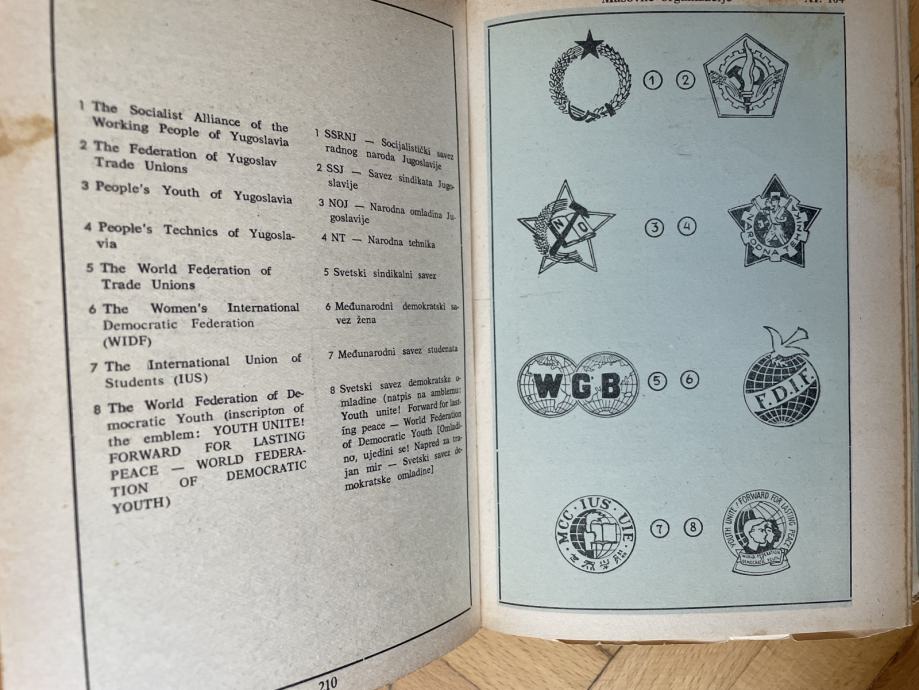 1 The Socialist Alliance of the
Working People of Yugoslavia
2 The Federation of Yugoslav
Trade Unions
3 People's Youth of Yugoslavia
4 People's Technics of Yugosla-
via
5 The World Federation of
Trade Unions
6 The Women's International
Democratic Federation
(WIDF)
7 The International Union of
Students (IUS)
8 The World Federation of De-
mocratic Youth (inscripton of
the emblem: YOUTH UNITE!
FORWARD FOR LASTING
PEACE — WORLD FEDERA-
TION OF DEMOCRATIC
YOUTH)
1 SSRNJ — Socijalistički savez
radnog naroda Jugoslavije
2 SSJ — Savez sindikata Jugo-
slavije
3 NOJ — Narodna omladina Ju-
goslavije
4 NT — Narodna tehnika
5 Svetski sindikalni savez
6 Međunarodni demokratski sa-
vez žena
7 Međunarodni savez studenata
8 Svetski savez demokratske o-
mladine (natpis na amblemu:
Youth unite! Forward for last-
ing peace — World Federation
of Democratic Youth [Omladi-
no, ujedini se! Napred za tra-
jan mir — Svetski savez de-
mokratske omladine]
210
1 2
N O
3 4
NARODNA TEHN
WGB
5 6
F.D.I.F.
MCC · IUS · UIE
7 8
YOUTH UNITE! FORWARD FOR LASTING PEACE
WORLD FEDERATION
DEMOCRATIC YOUTH